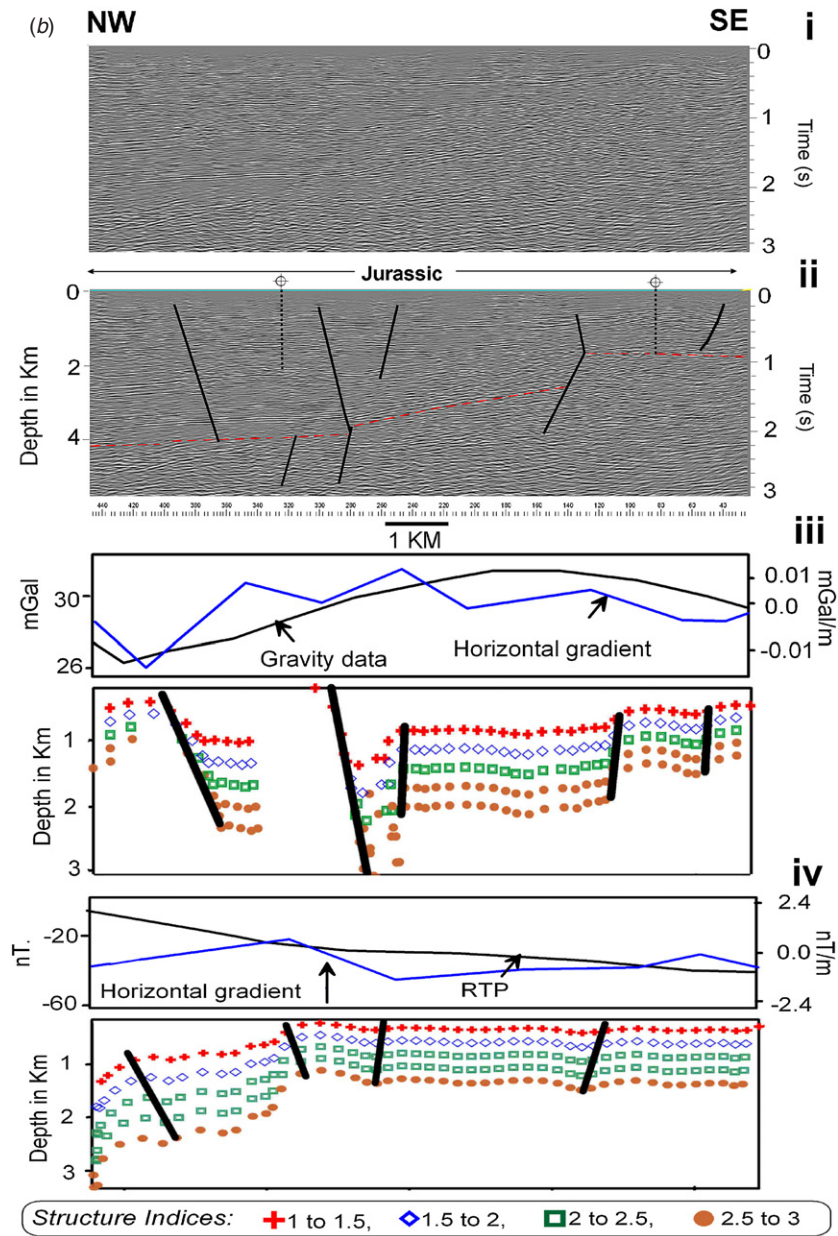 (b) NW SE i
0
1
2
3
Time (s)
Jurassic ii
0 0
2
4
1
2
3
Depth in Km
Time (s)
440 420 400 380 360 340 320 300 280 260 240 220 200 180 160 140 120 100 80 60 40
1 KM
iii
mGal
30
26
0.01
0.0
-0.01
mGal/m
Gravity data
Horizontal gradient
Depth in Km
1
2
3
iv
nT.
-20
-60
2.4
0.0
-2.4
nT/m
Horizontal gradient
RTP
Depth in Km
1
2
3
Structure Indices: 1 to 1.5, 1.5 to 2, 2 to 2.5, 2.5 to 3